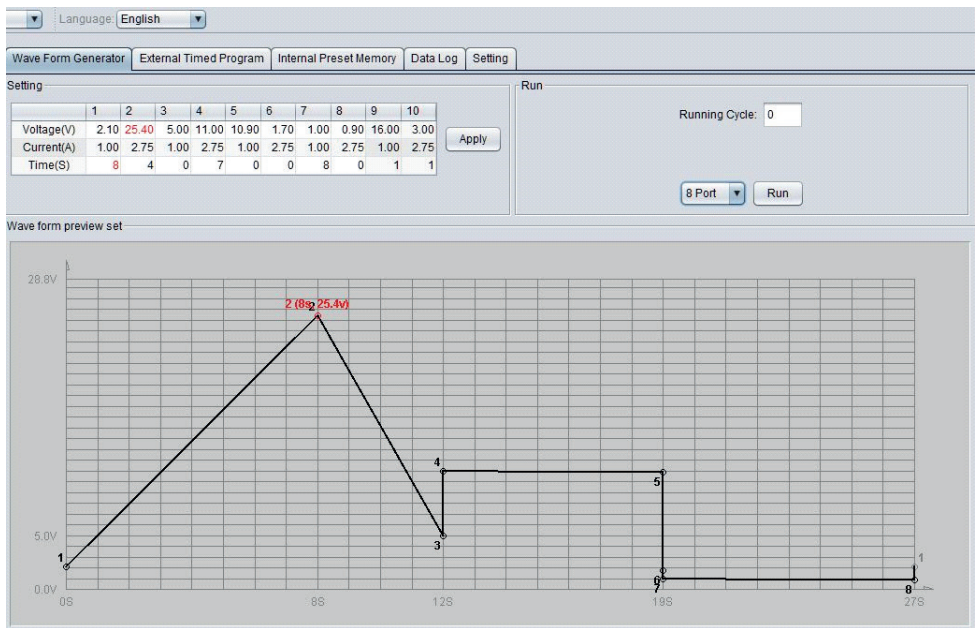 Language: English
Wave Form Generator External Timed Program Internal Preset Memory Data Log Setting
Setting
1 2 3 4 5 6 7 8 9 10
Voltage(V) 2.10 25.40 5.00 11.00 10.90 1.70 1.00 0.90 16.00 3.00
Current(A) 1.00 2.75 1.00 2.75 1.00 2.75 1.00 2.75 1.00 2.75
Time(S) 8 4 0 7 0 0 8 0 1 1
Apply
Run
Running Cycle: 0
8 Port Run
Wave form preview set
28.8V
2 (8s, 25.4v)
2
4
5
5.0V
3
1
1
6
7
8
0.0V
0S 8S 12S 19S 27S